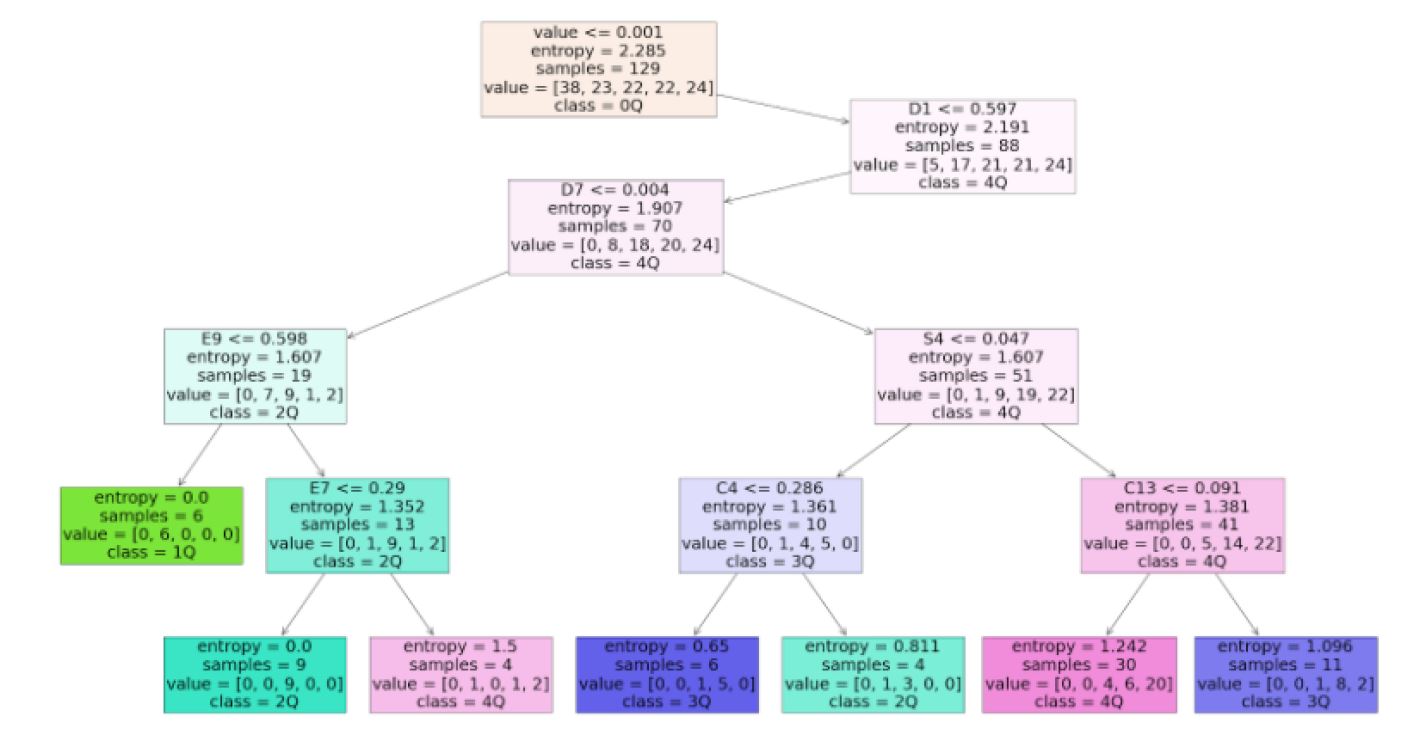 value <= 0.001
entropy = 2.285
samples = 129
value = [38, 23, 22, 22, 24]
class = 0Q
D1 <= 0.597
entropy = 2.191
samples = 88
value = [5, 17, 21, 21, 24]
class = 4Q
D7 <= 0.004
entropy = 1.907
samples = 70
value = [0, 8, 18, 20, 24]
class = 4Q
E9 <= 0.598
entropy = 1.607
samples = 19
value = [0, 7, 9, 1, 2]
class = 2Q
S4 <= 0.047
entropy = 1.607
samples = 51
value = [0, 1, 9, 19, 22]
class = 4Q
entropy = 0.0
samples = 6
value = [0, 6, 0, 0, 0]
class = 1Q
E7 <= 0.29
entropy = 1.352
samples = 13
value = [0, 1, 9, 1, 2]
class = 2Q
C4 <= 0.286
entropy = 1.361
samples = 10
value = [0, 1, 4, 5, 0]
class = 3Q
C13 <= 0.091
entropy = 1.381
samples = 41
value = [0, 0, 5, 14, 22]
class = 4Q
entropy = 0.0
samples = 9
value = [0, 0, 9, 0, 0]
class = 2Q
entropy = 1.5
samples = 4
value = [0, 1, 0, 1, 2]
class = 4Q
entropy = 0.65
samples = 6
value = [0, 0, 1, 5, 0]
class = 3Q
entropy = 0.811
samples = 4
value = [0, 1, 3, 0, 0]
class = 2Q
entropy = 1.242
samples = 30
value = [0, 0, 4, 6, 20]
class = 4Q
entropy = 1.096
samples = 11
value = [0, 0, 1, 8, 2]
class = 3Q